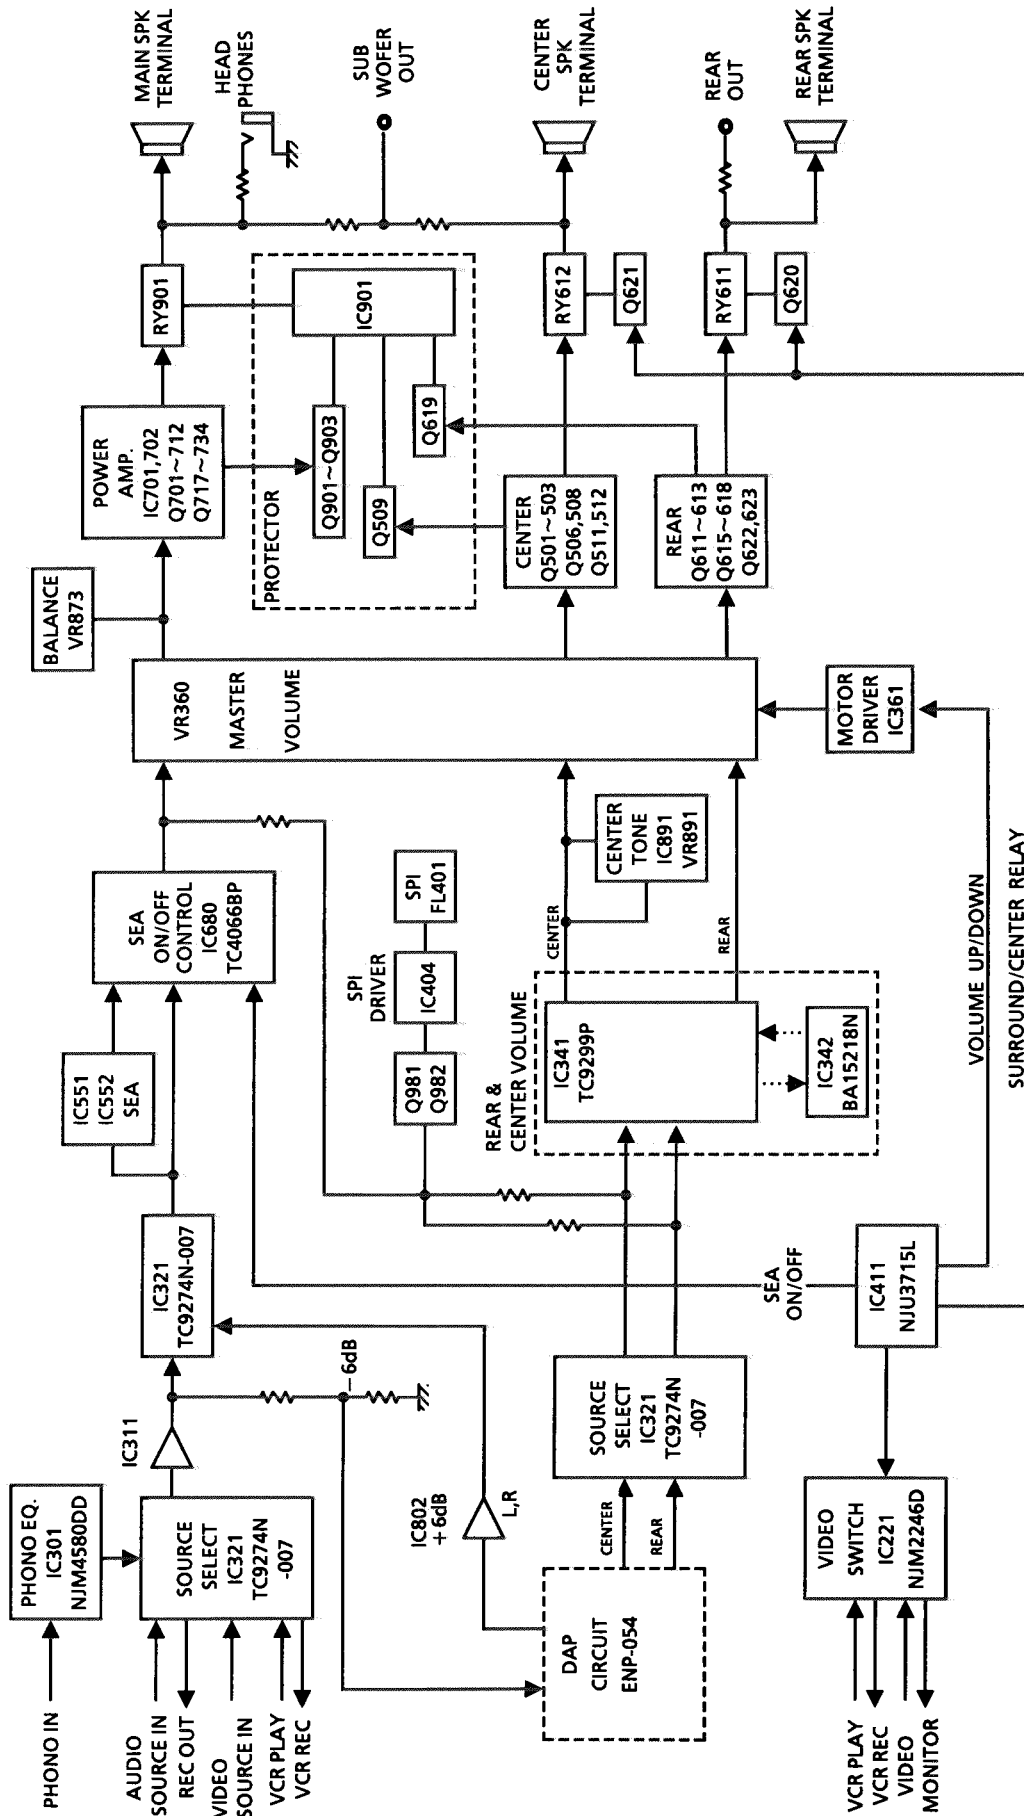 PHONO IN
AUDIO
SOURCE IN
REC OUT
VIDEO
SOURCE IN
VCR PLAY
VCR REC
PHONO EQ.
IC301
NJM4580DD
SOURCE
SELECT
IC321
TC9274N
-007
IC311
-6dB
IC802
+6dB
L,R
DAP
CIRCUIT
ENP-054
CENTER
REAR
SOURCE
SELECT
IC321
TC9274N
-007
VCR PLAY
VCR REC
VIDEO
MONITOR
VIDEO
SWITCH
IC221
NJM2246D
IC321
TC9274N-007
IC551
IC552
SEA
SEA
ON/OFF
CONTROL
IC680
TC4066BP
SEA
ON/OFF
IC411
NJU3715L
SPI
DRIVER
Q981
Q982
IC404
SPI
FL401
REAR &
CENTER VOLUME
IC341
TC9299P
IC342
BA15218N
CENTER
REAR
CENTER
TONE
IC891
VR891
VOLUME UP/DOWN
SURROUND/CENTER RELAY
VR360
MASTER
VOLUME
MOTOR
DRIVER
IC361
BALANCE
VR873
POWER
AMP.
IC701,702
Q701~712
Q717~734
PROTECTOR
Q901~Q903
Q509
Q619
IC901
CENTER
Q501~503
Q506,508
Q511,512
REAR
Q611~613
Q615~618
Q622,623
RY901
RY612
Q621
RY611
Q620
MAIN SPK
TERMINAL
HEAD
PHONES
SUB
WOFER
OUT
CENTER
SPK
TERMINAL
REAR
OUT
REAR SPK
TERMINAL